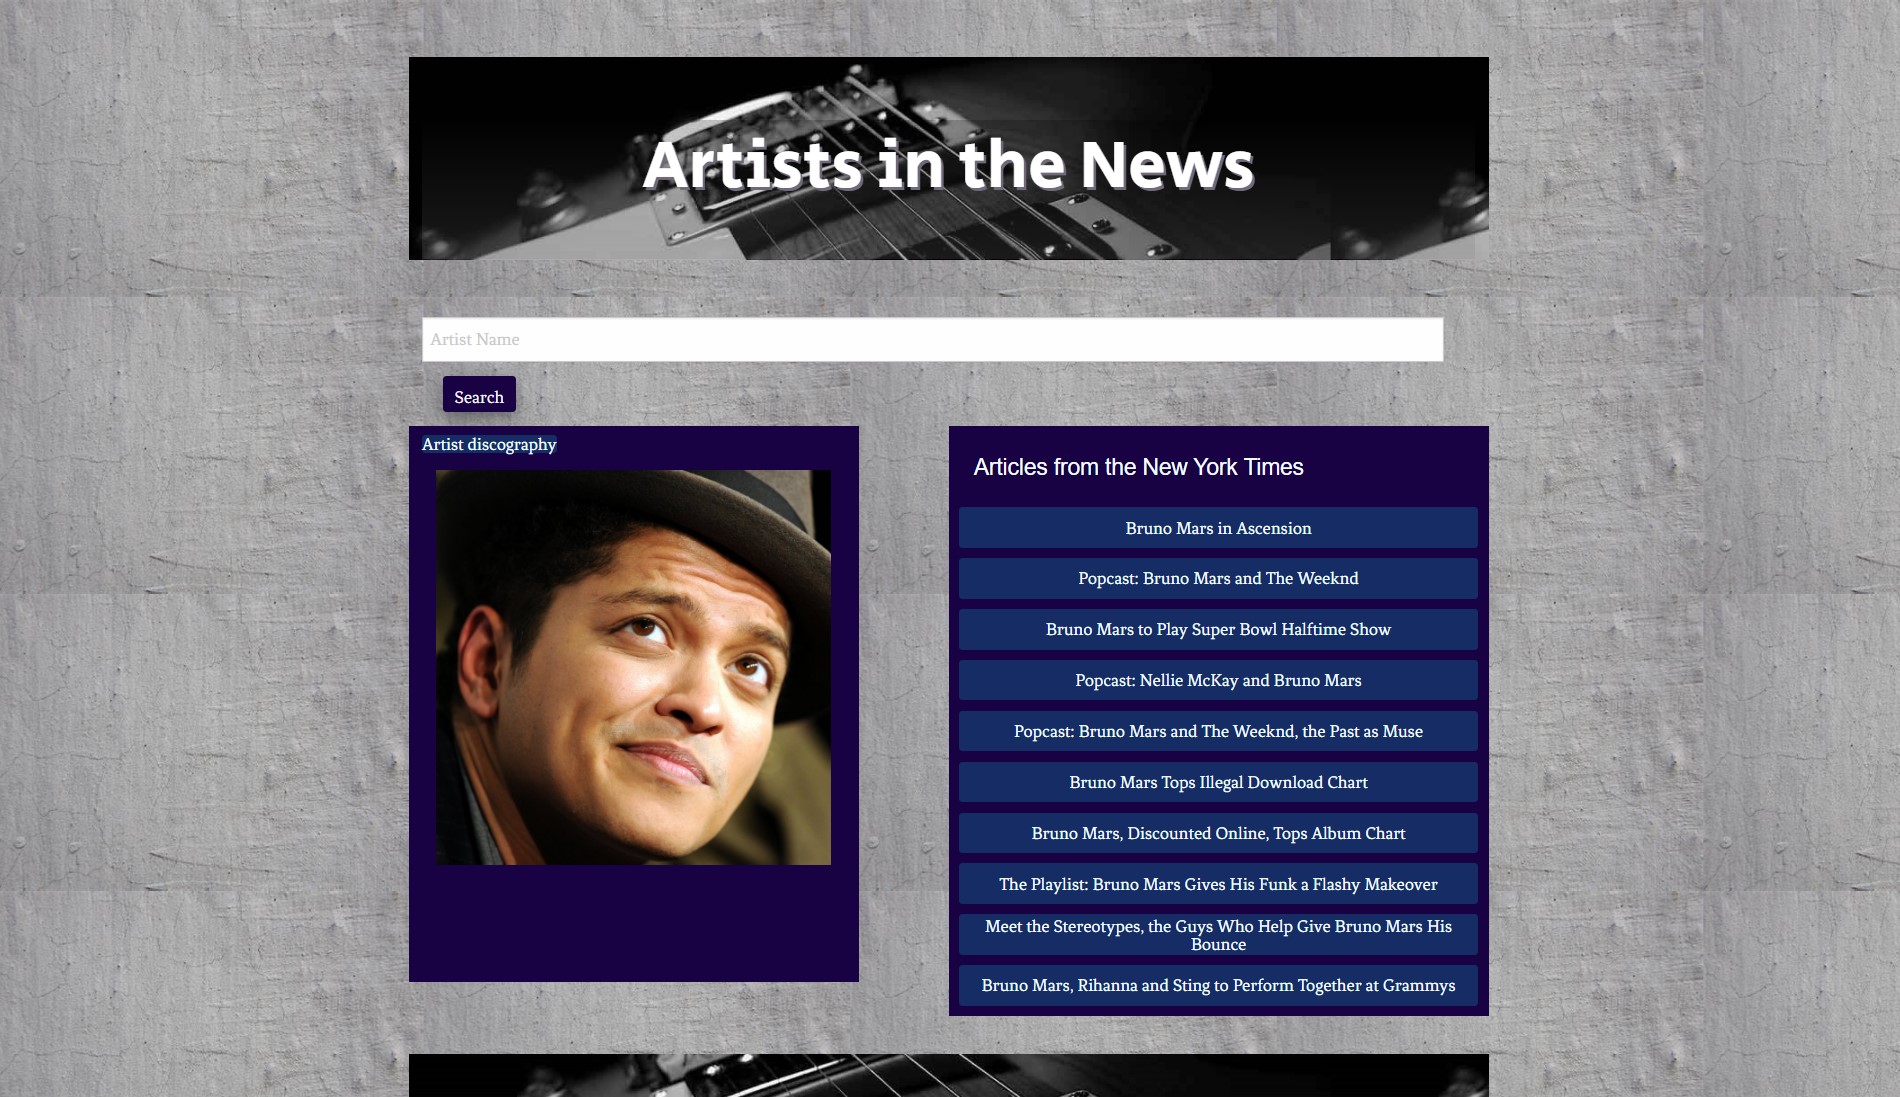 Artists in the News
Artist Name
Search
Artist discography
Articles from the New York Times
Bruno Mars in Ascension
Popcast: Bruno Mars and The Weeknd
Bruno Mars to Play Super Bowl Halftime Show
Popcast: Nellie McKay and Bruno Mars
Popcast: Bruno Mars and The Weeknd, the Past as Muse
Bruno Mars Tops Illegal Download Chart
Bruno Mars, Discounted Online, Tops Album Chart
The Playlist: Bruno Mars Gives His Funk a Flashy Makeover
Meet the Stereotypes, the Guys Who Help Give Bruno Mars His
Bounce
Bruno Mars, Rihanna and Sting to Perform Together at Grammys